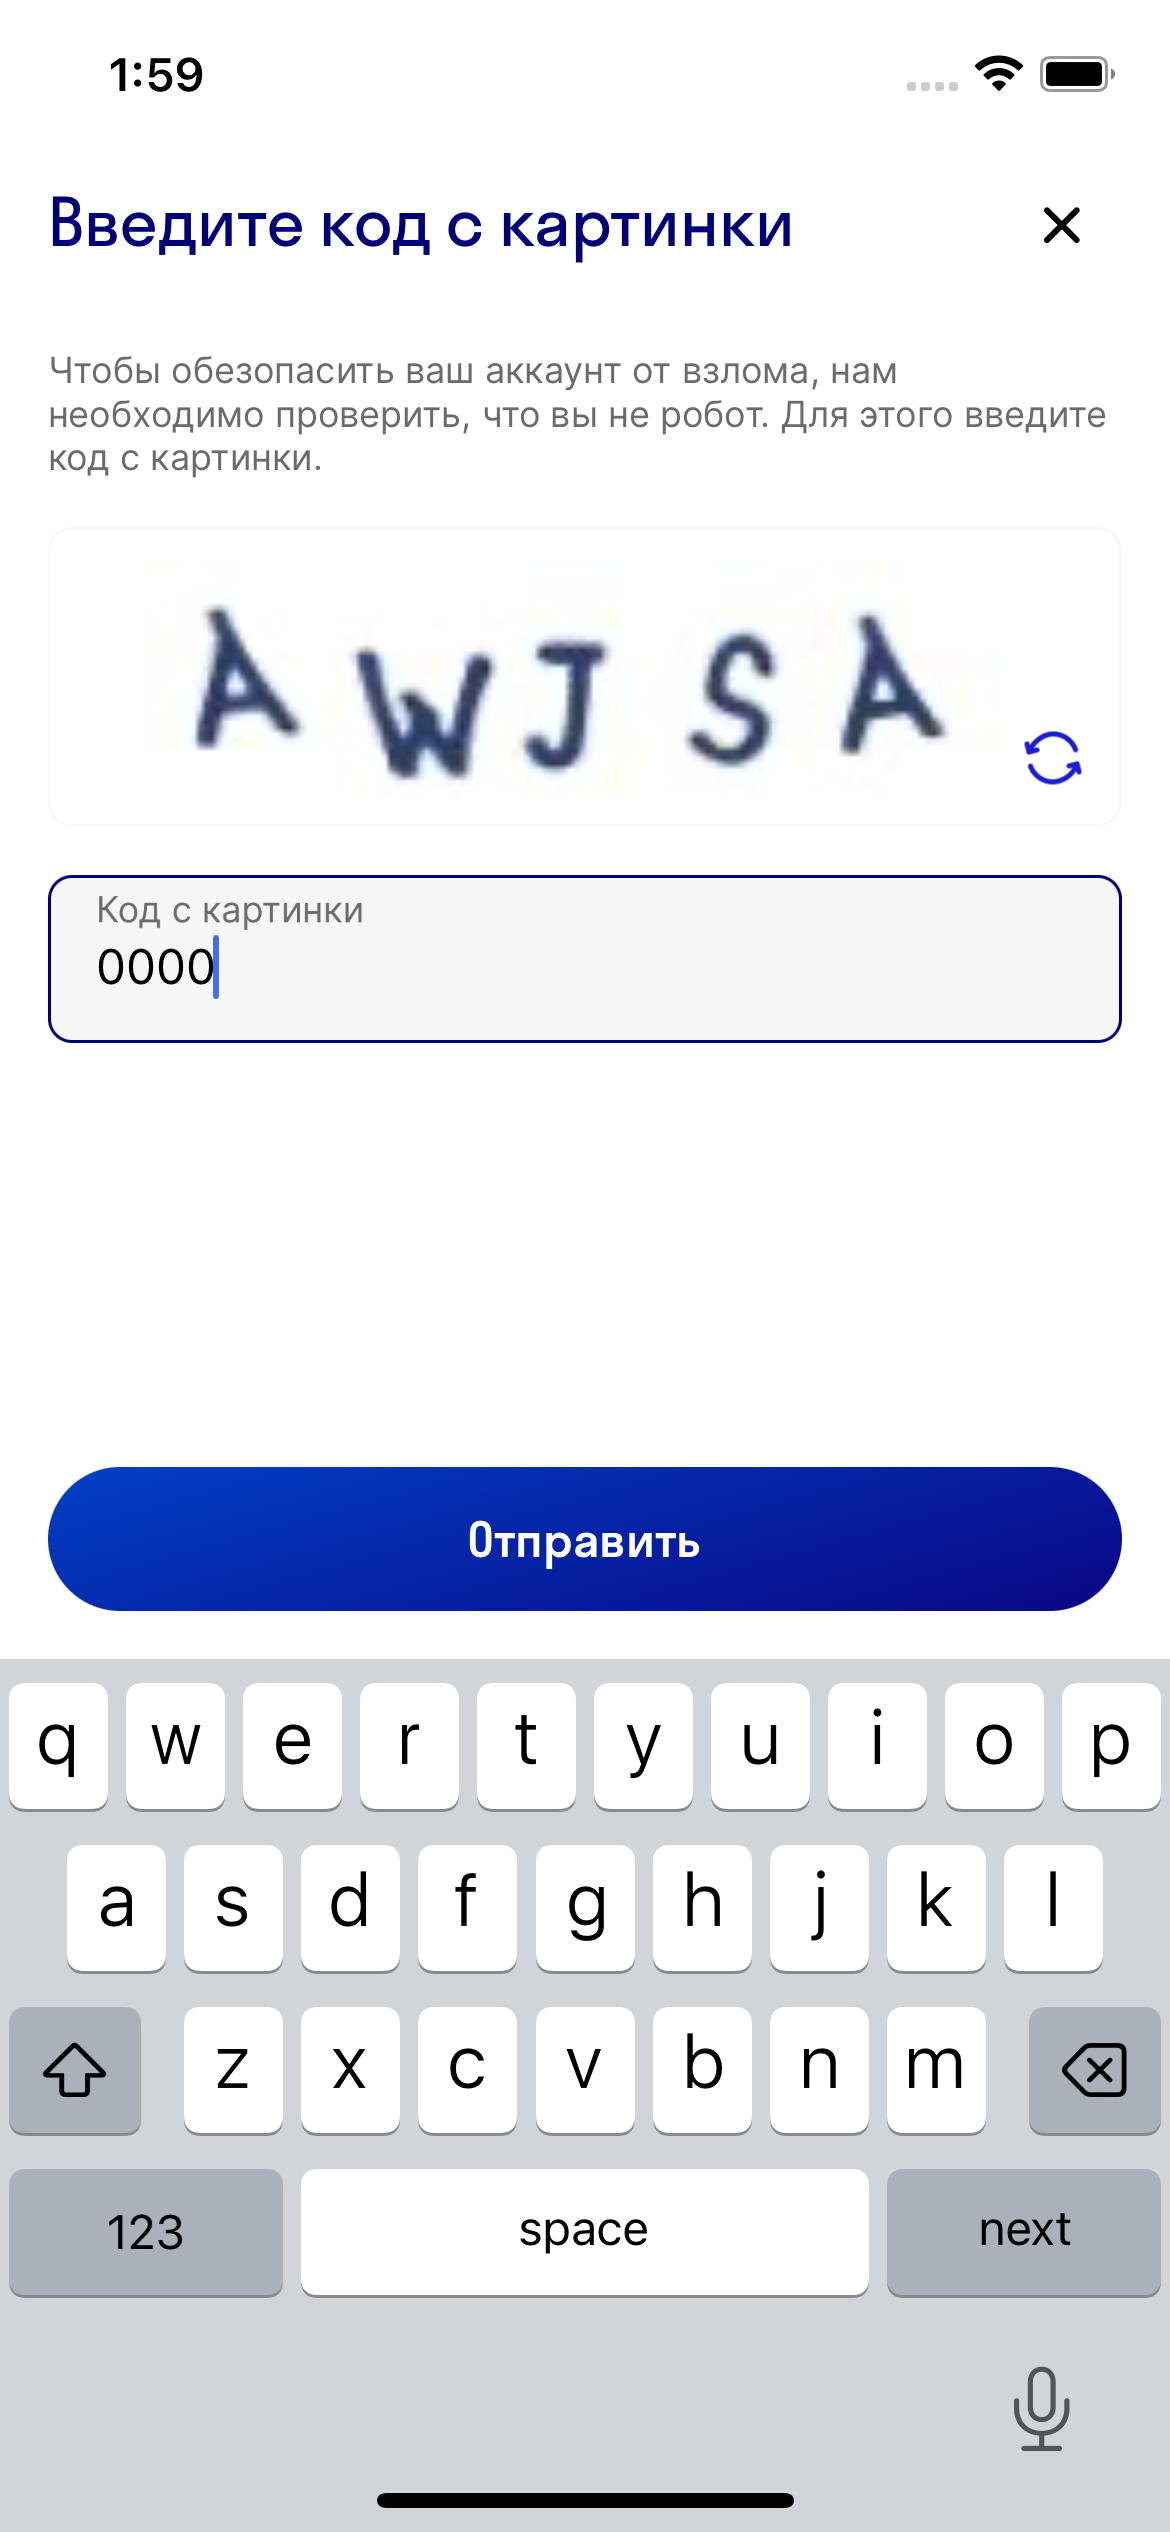 1:59
Введите код с картинки
Чтобы обезопасить ваш аккаунт от взлома, нам
необходимо проверить, что вы не робот. Для этого введите
код с картинки.
AWJSA
Код с картинки
0000
Отправить
q w e r t y u i o p
a s d f g h j k l
z x c v b n m
123 space next